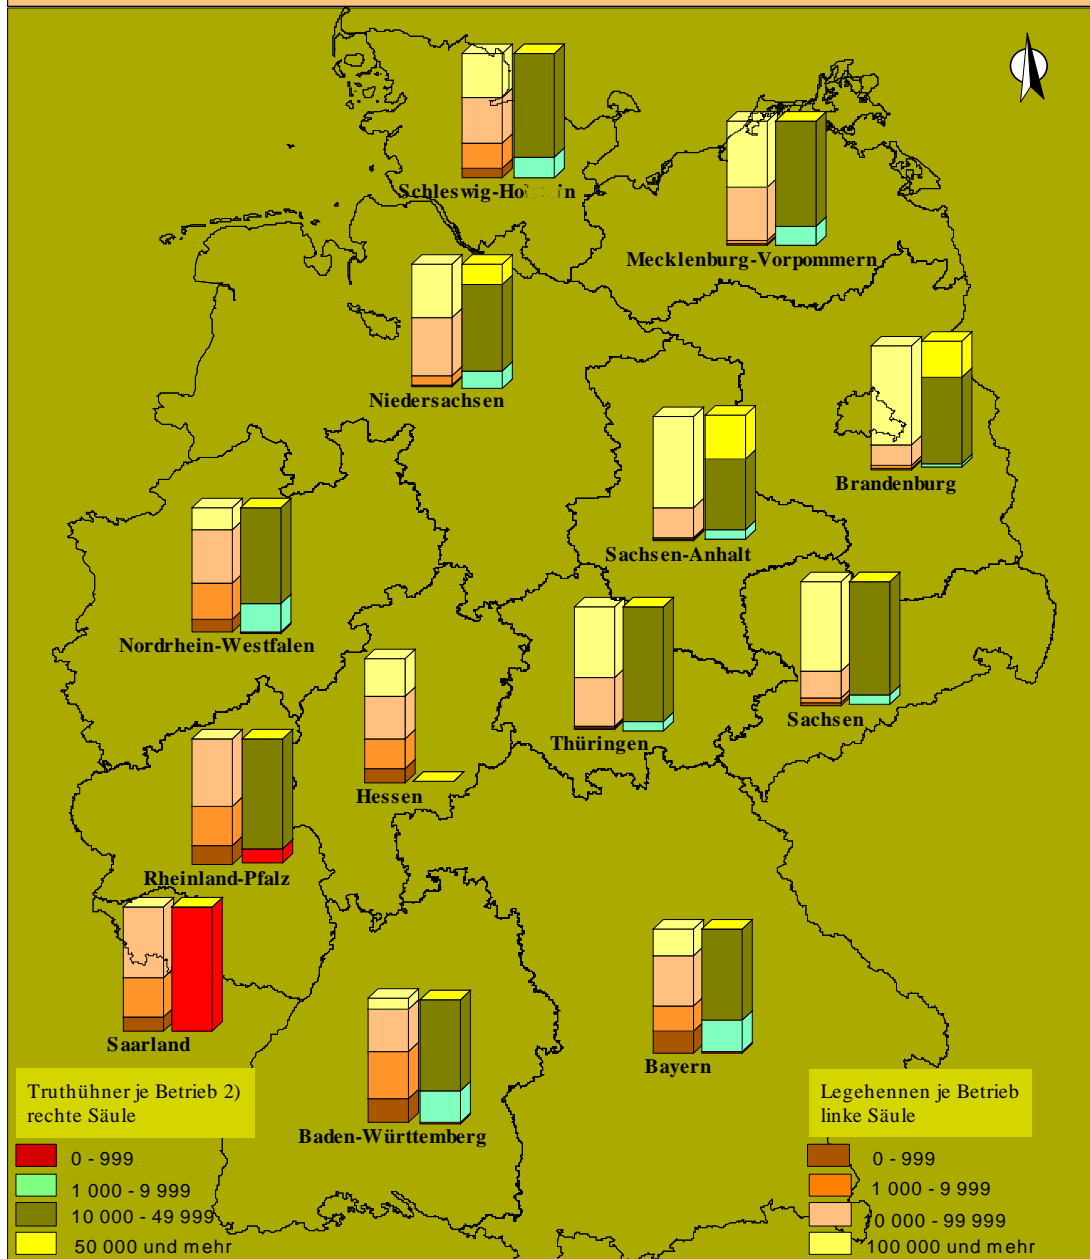 Schleswig-Ho n
Mecklenburg-Vorpommern
Niedersachsen
Brandenburg
Sachsen-Anhalt
Nordrhein-Westfalen
Sachsen
Thüringen
Hessen
Rheinland-Pfalz
Saarland
Bayern
Baden-Württemberg
Truthühner je Betrieb 2)
rechte Säule
0 - 999
1 000 - 9 999
10 000 - 49 999
50 000 und mehr
Legehennen je Betrieb
linke Säule
0 - 999
1 000 - 9 999
0 000 - 99 999
100 000 und mehr